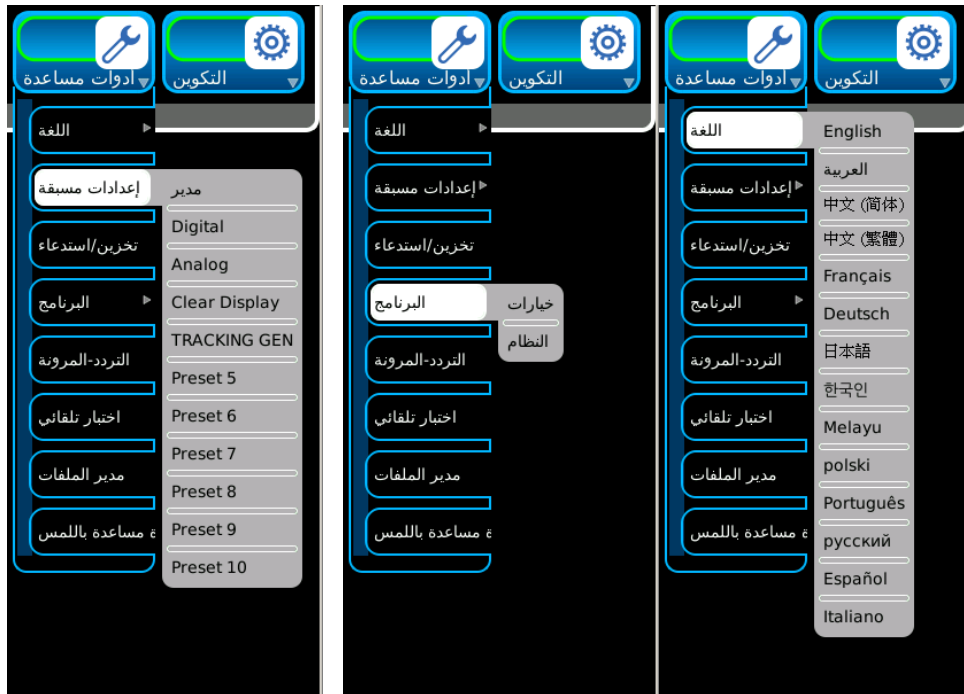 أدوات مساعدة
التكوين
اللغة
إعدادات مسبقة
تخزين/استدعاء
البرنامج
التردد-المرونة
اختبار تلقائي
مدير الملفات
ة مساعدة باللمس
مدير
Digital
Analog
Clear Display
TRACKING GEN
Preset 5
Preset 6
Preset 7
Preset 8
Preset 9
Preset 10
أدوات مساعدة
التكوين
اللغة
إعدادات مسبقة
تخزين/استدعاء
البرنامج
التردد-المرونة
اختبار تلقائي
مدير الملفات
ة مساعدة باللمس
خيارات
النظام
أدوات مساعدة
التكوين
اللغة
إعدادات مسبقة
تخزين/استدعاء
البرنامج
التردد-المرونة
اختبار تلقائي
مدير الملفات
ة مساعدة باللمس
English
العربية
中文 (简体)
中文 (繁體)
Français
Deutsch
日本語
한국인
Melayu
polski
Português
русский
Español
Italiano